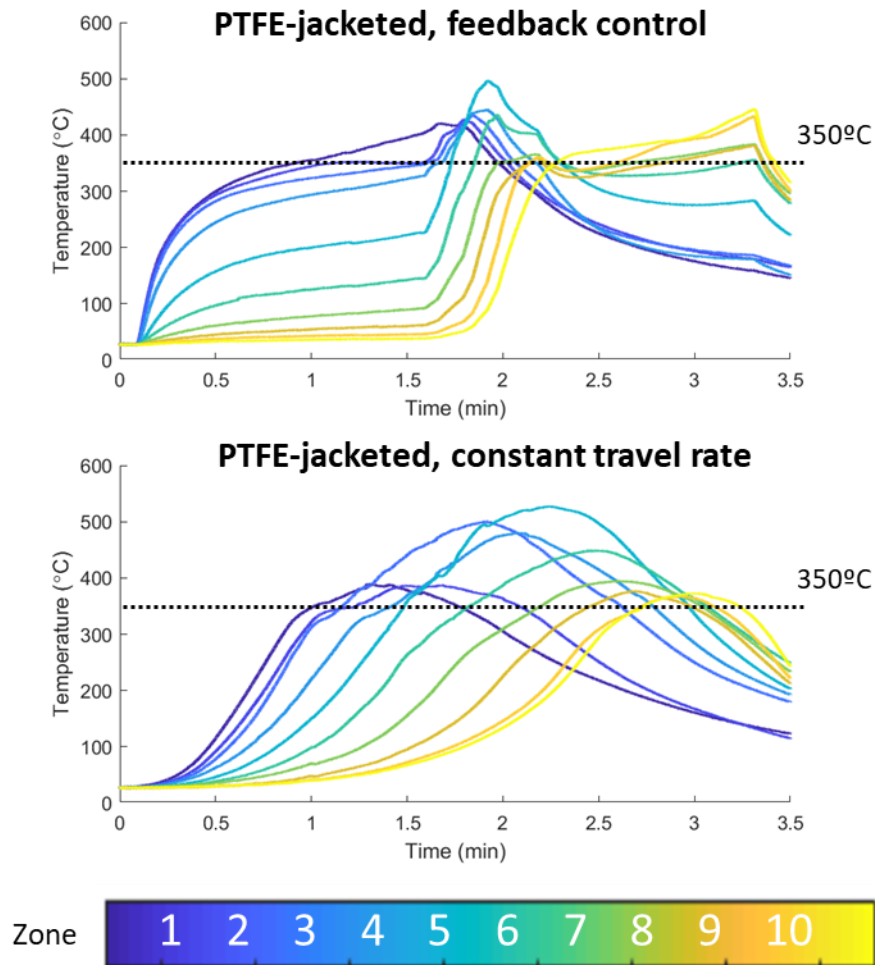 PTFE-jacketed, feedback control
600
500
400
300
200
100
0
Temperature (°C)
350ºC
0 0.5 1 1.5 2 2.5 3 3.5
Time (min)
PTFE-jacketed, constant travel rate
600
500
400
300
200
100
0
Temperature (°C)
350ºC
0 0.5 1 1.5 2 2.5 3 3.5
Time (min)
Zone 1 2 3 4 5 6 7 8 9 10